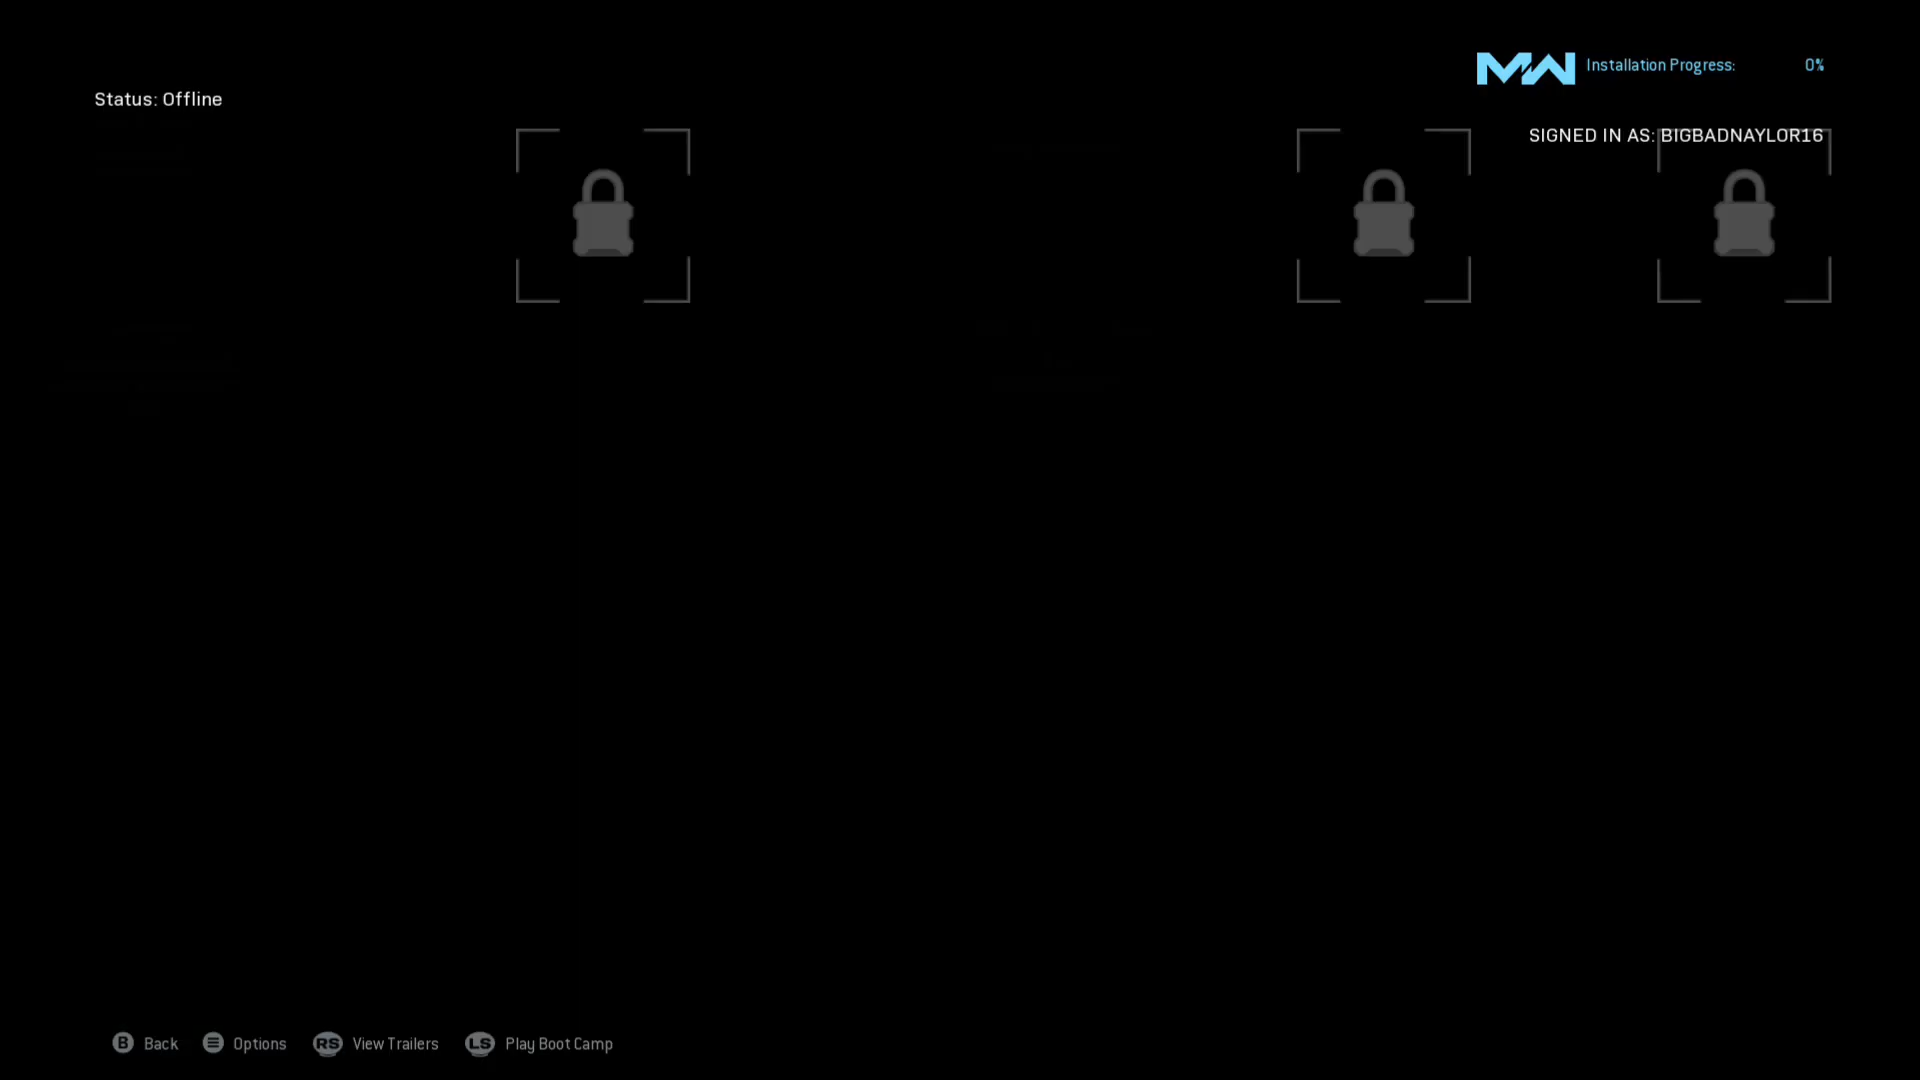 MW Installation Progress: 0%
Status: Offline
SIGNED IN AS: BIGBADNAYLOR16
B Back ☰ Options RS View Trailers LS Play Boot Camp